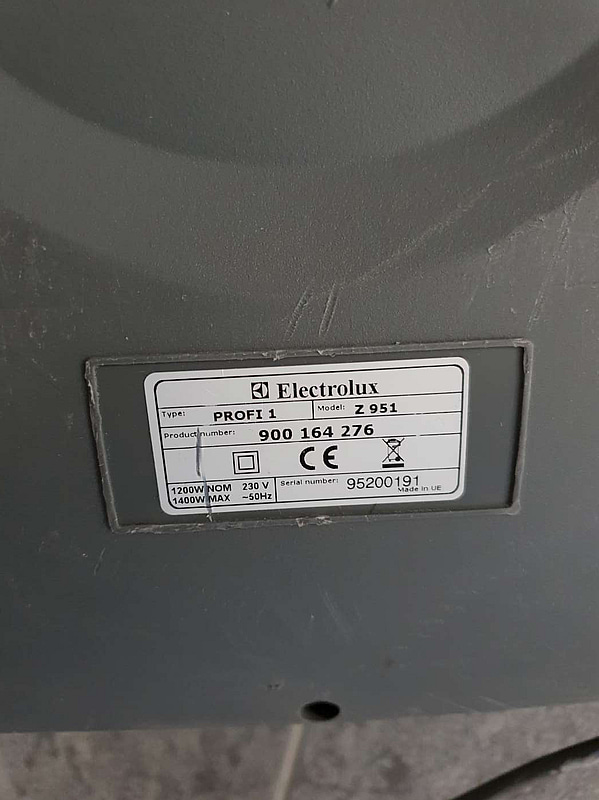 Electrolux
Type: PROFI 1 Model: Z 951
Product number: 900 164 276
CE
1200W NOM 230 V
1400W MAX ~50Hz
Serial number: 95200191
Made in UE